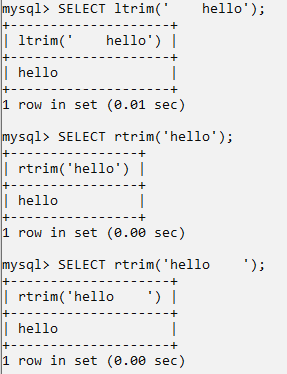 mysql> SELECT ltrim('    hello');
+-------------------+
| ltrim('    hello') |
+-------------------+
| hello             |
+-------------------+
1 row in set (0.01 sec)

mysql> SELECT rtrim('hello');
+----------------+
| rtrim('hello') |
+----------------+
| hello          |
+----------------+
1 row in set (0.00 sec)

mysql> SELECT rtrim('hello    ');
+-------------------+
| rtrim('hello    ') |
+-------------------+
| hello             |
+-------------------+
1 row in set (0.00 sec)